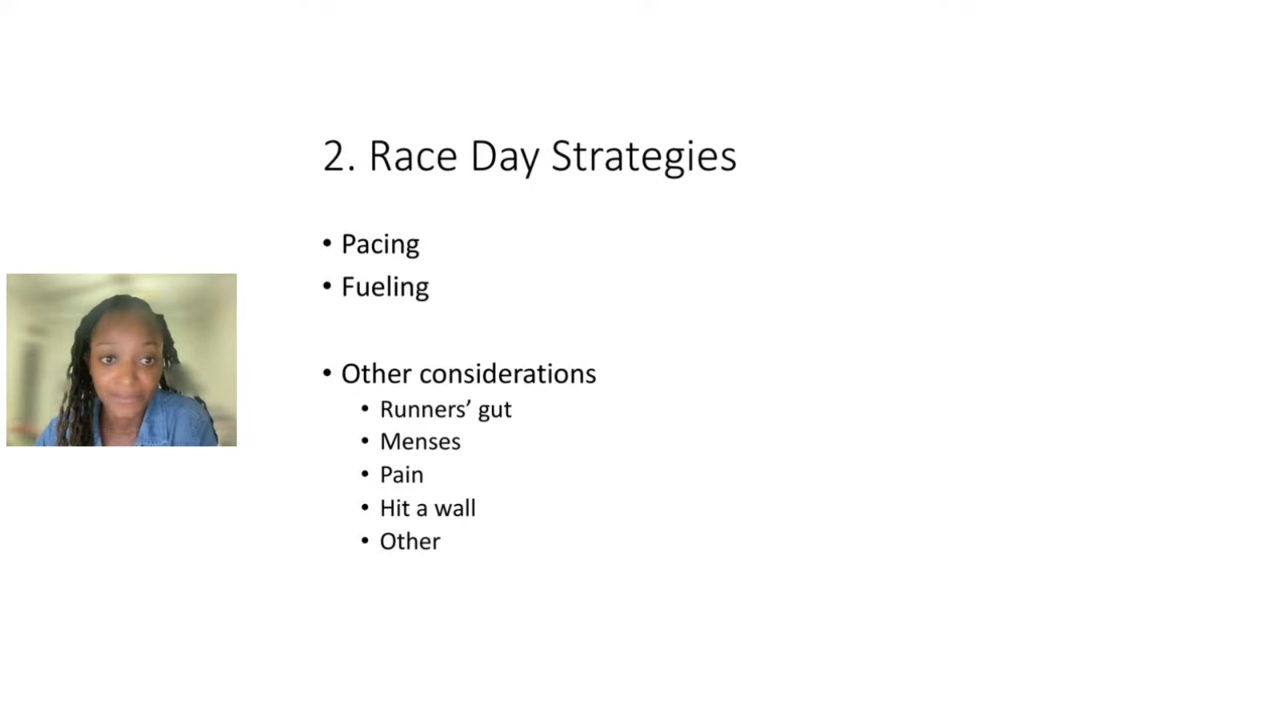 2. Race Day Strategies
• Pacing
• Fueling
• Other considerations
• Runners’ gut
• Menses
• Pain
• Hit a wall
• Other